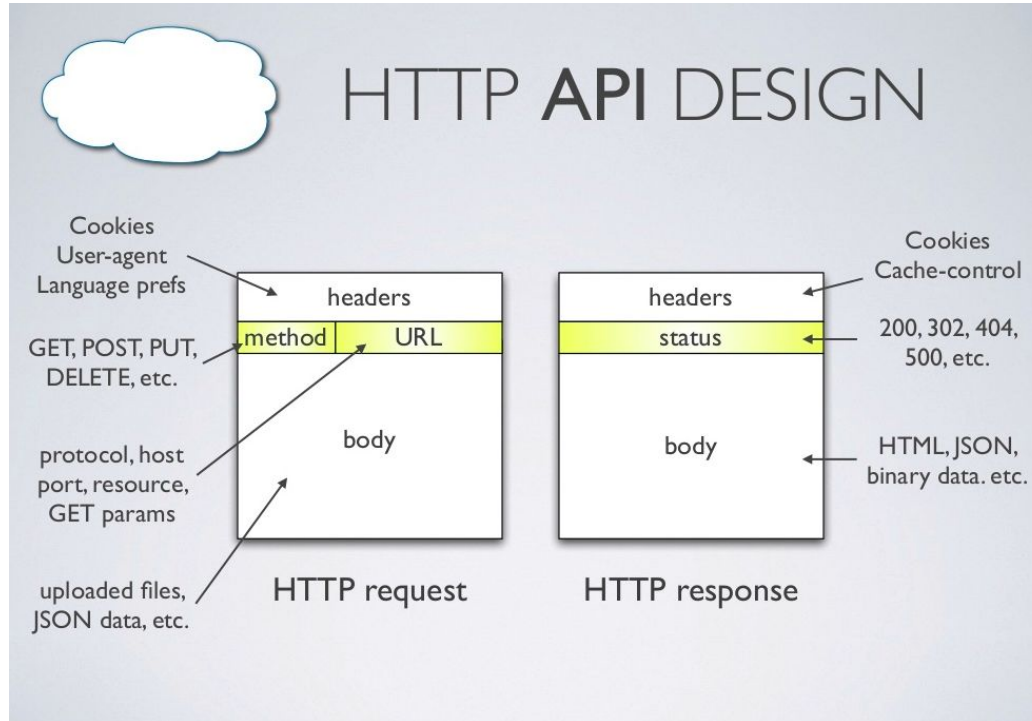 HTTP API DESIGN
Cookies
User-agent
Language prefs
GET, POST, PUT,
DELETE, etc.
protocol, host
port, resource,
GET params
uploaded files,
JSON data, etc.
headers
method URL
body
HTTP request
headers
status
body
HTTP response
Cookies
Cache-control
200, 302, 404,
500, etc.
HTML, JSON,
binary data. etc.